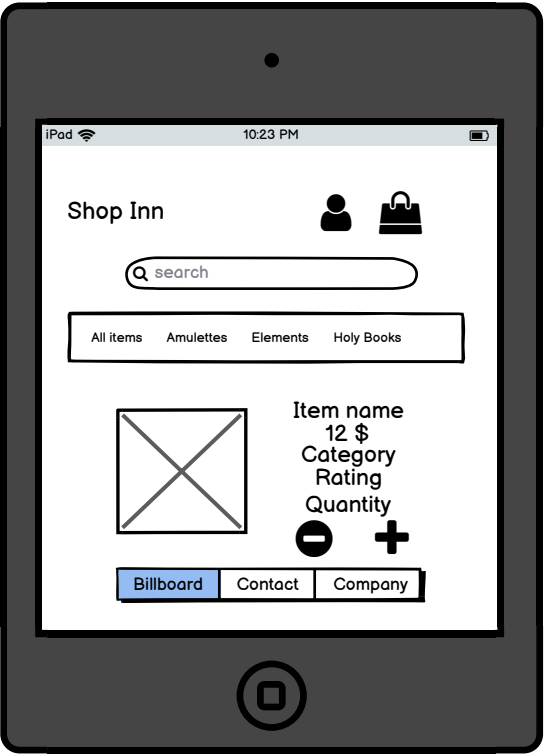 iPad 10:23 PM
Shop Inn
search
All items Amulettes Elements Holy Books
Item name
12 $
Category
Rating
Quantity
Billboard Contact Company